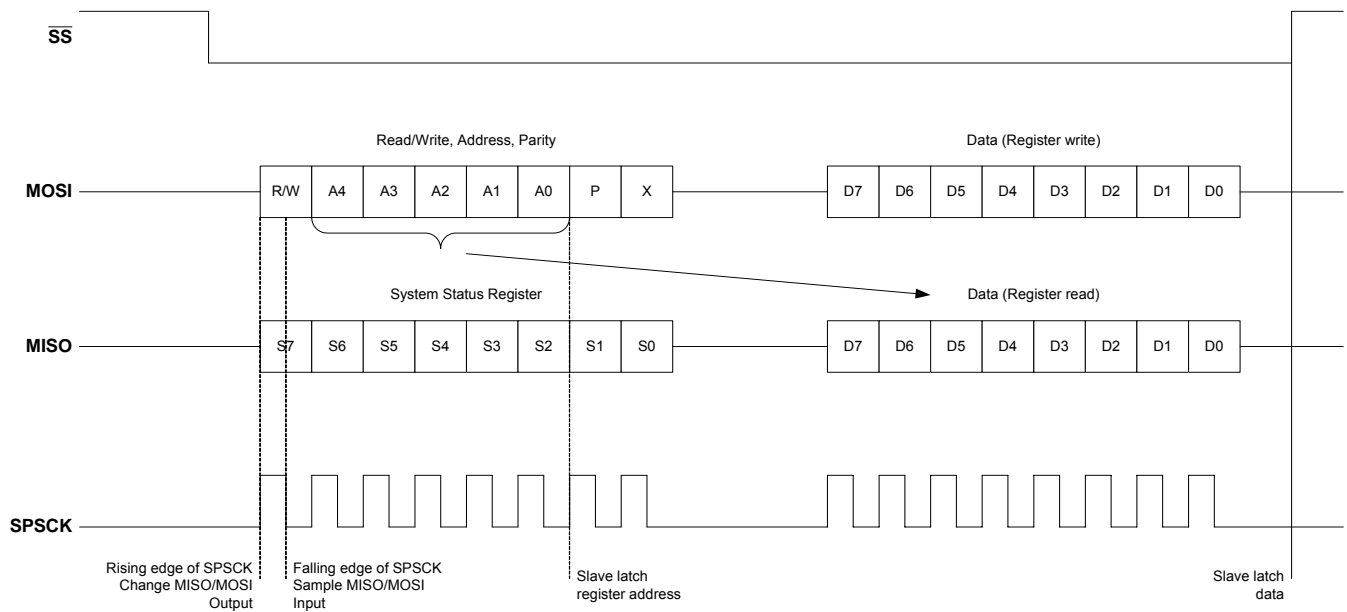 SS
Read/Write, Address, Parity
Data (Register write)
MOSI
R/W A4 A3 A2 A1 A0 P X
D7 D6 D5 D4 D3 D2 D1 D0
System Status Register
Data (Register read)
MISO
S7 S6 S5 S4 S3 S2 S1 S0
D7 D6 D5 D4 D3 D2 D1 D0
SPSCK
Rising edge of SPSCK
Change MISO/MOSI
Output
Falling edge of SPSCK
Sample MISO/MOSI
Input
Slave latch
register address
Slave latch
data